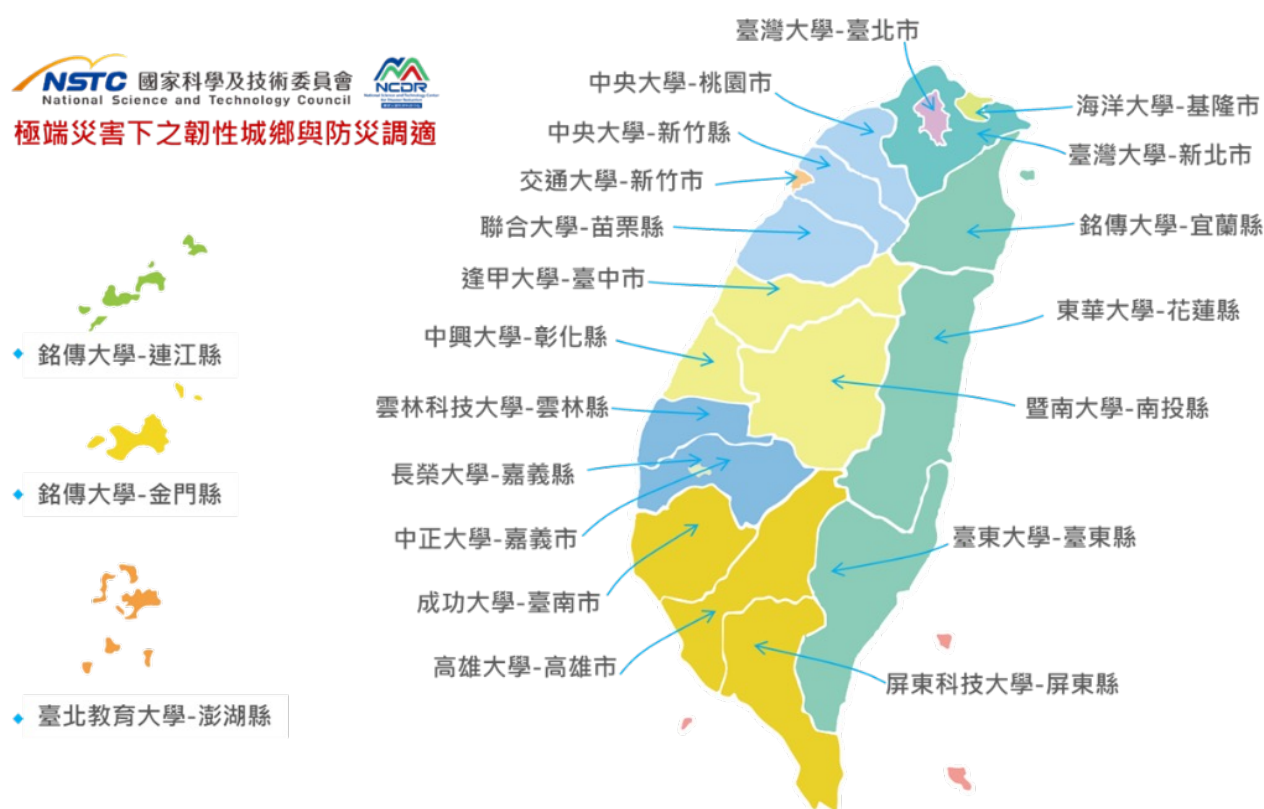 NSTC 國家科學及技術委員會
National Science and Technology Council
NCDR
極端災害下之韌性城鄉與防災調適
臺灣大學-臺北市
中央大學-桃園市
海洋大學-基隆市
中央大學-新竹縣
臺灣大學-新北市
交通大學-新竹市
聯合大學-苗栗縣
銘傳大學-宜蘭縣
逢甲大學-臺中市
東華大學-花蓮縣
中興大學-彰化縣
銘傳大學-連江縣
雲林科技大學-雲林縣
暨南大學-南投縣
長榮大學-嘉義縣
銘傳大學-金門縣
中正大學-嘉義市
臺東大學-臺東縣
成功大學-臺南市
高雄大學-高雄市
屏東科技大學-屏東縣
臺北教育大學-澎湖縣